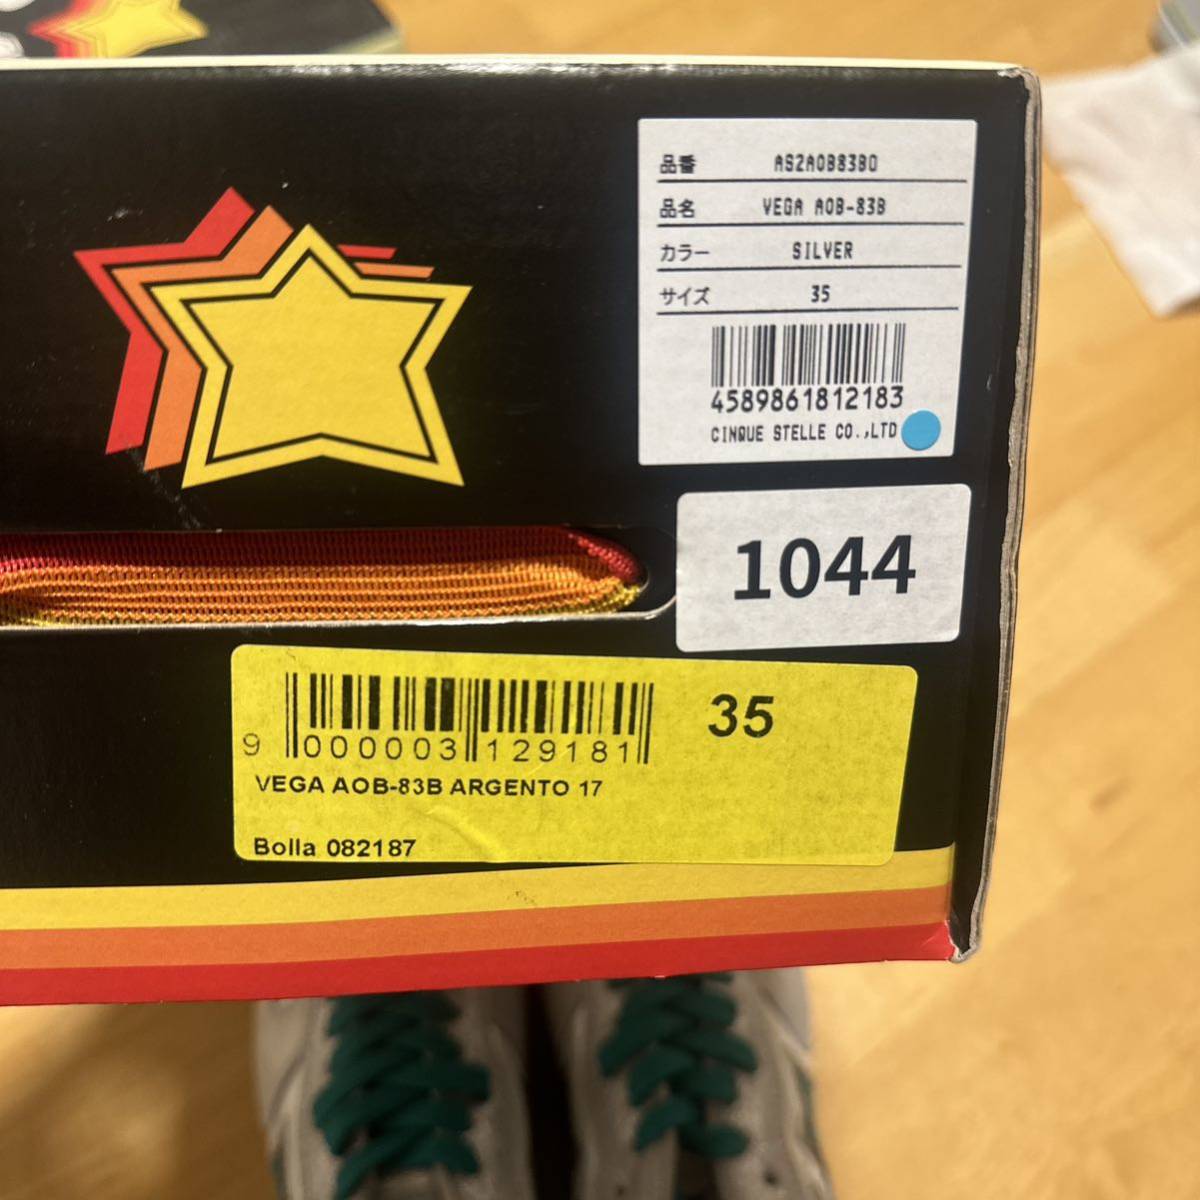 品番 AS2AOB83BO
品名 VEGA AOB-83B
カラー SILVER
サイズ 35
4589861812183
CINQUE STELLE CO.,LTD
1044
35
9 000003 129181
VEGA AOB-83B ARGENTO 17
Bolla 082187